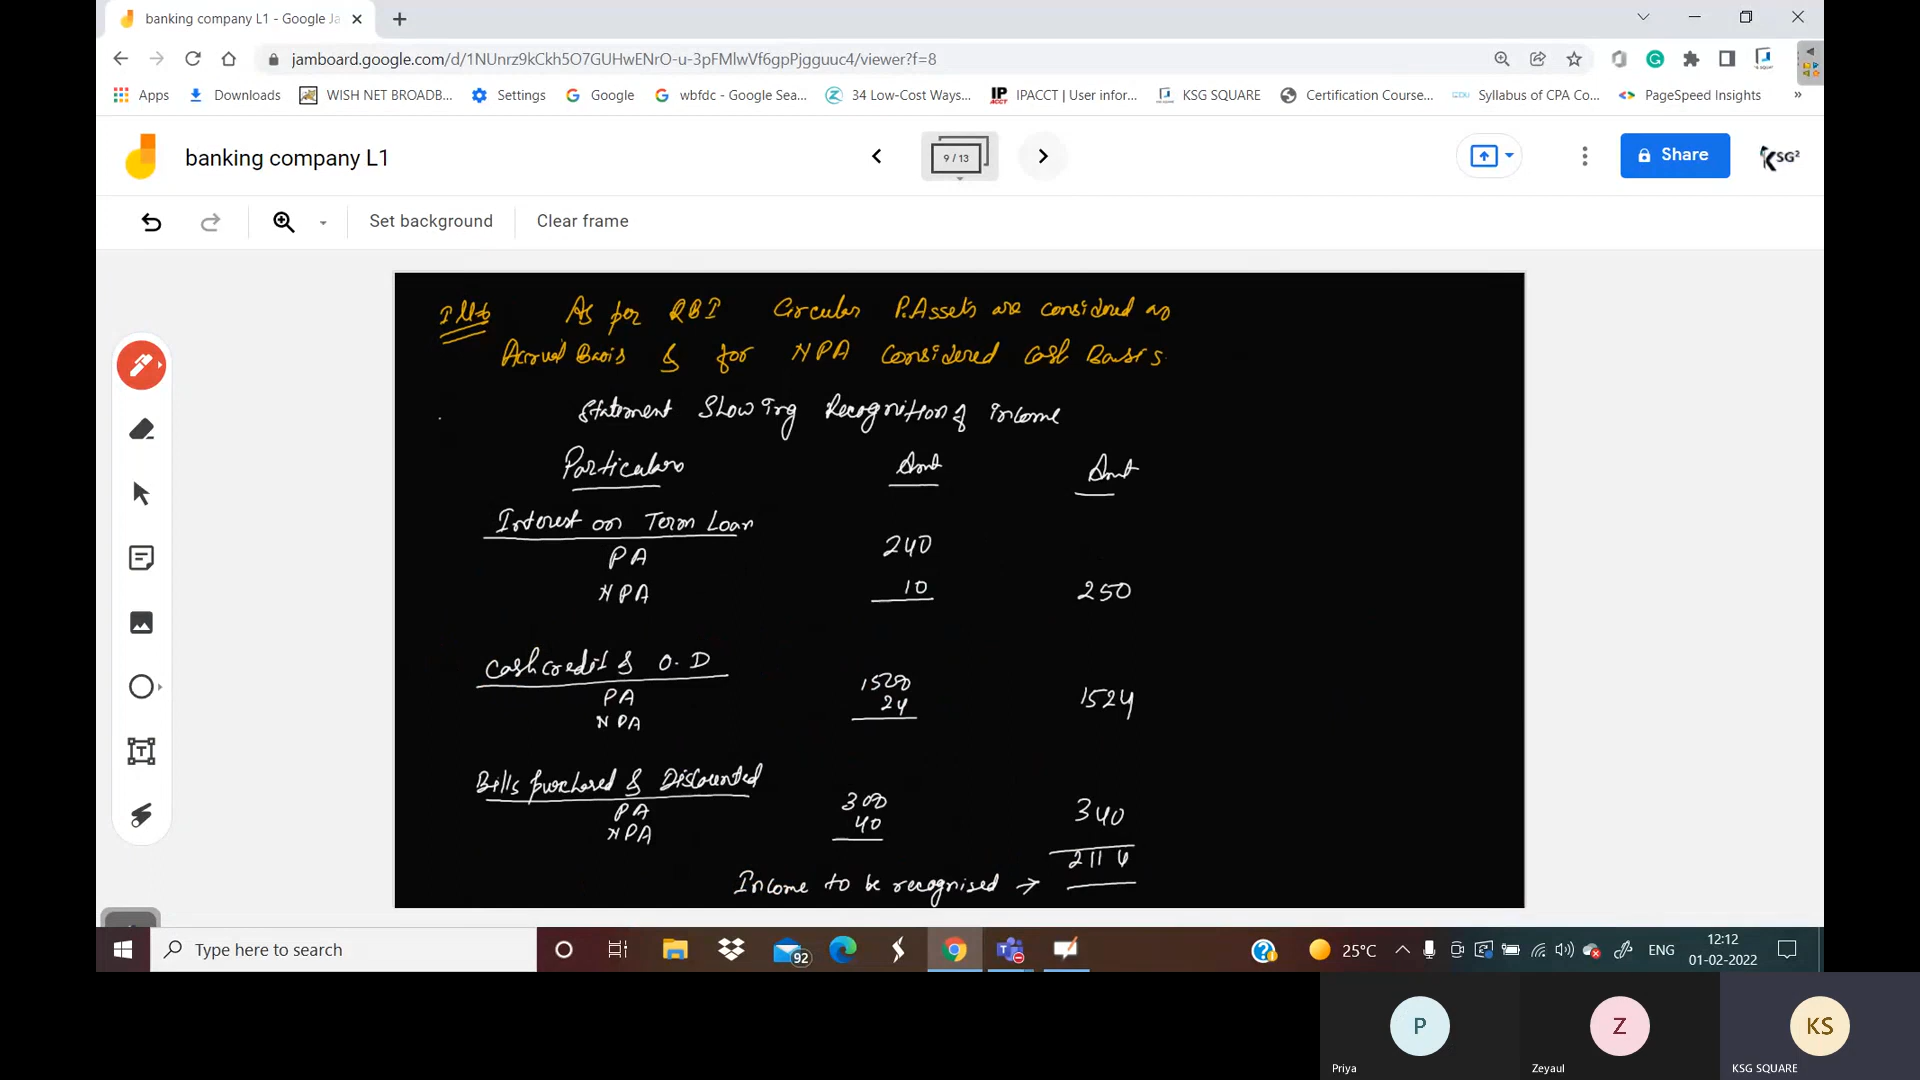 banking company L1 - Google Ja
jamboard.google.com/d/1NUnrz9kCkh5O7GUHwENrO-u-3pFMlwVf6gpPjgguuc4/viewer?f=8
Apps Downloads WISH NET BROADB... Settings Google wbfdc - Google Sea... 34 Low-Cost Ways... IPACCT | User infor... KSG SQUARE Certification Course... Syllabus of CPA Co... PageSpeed Insights »
banking company L1
9 / 13
Share
KSG²
Set background Clear frame
As per RBI Circular P.Assets are considered as
Accrual Basis & for NPA Considered Cash Basis.
Statement Showing Recognition of income
Particulars Amt Amt
Interest on Term Loan
PA 240
NPA 10 250
Cash credit & O.D
PA 1500
NPA 24 1524
Bills purchased & Discounted
PA 300
NPA 40 340
2114
Income to be recognised →
Type here to search
92
25°C
ENG
12:12
01-02-2022
P
Z
KS
Priya
Zeyaul
KSG SQUARE